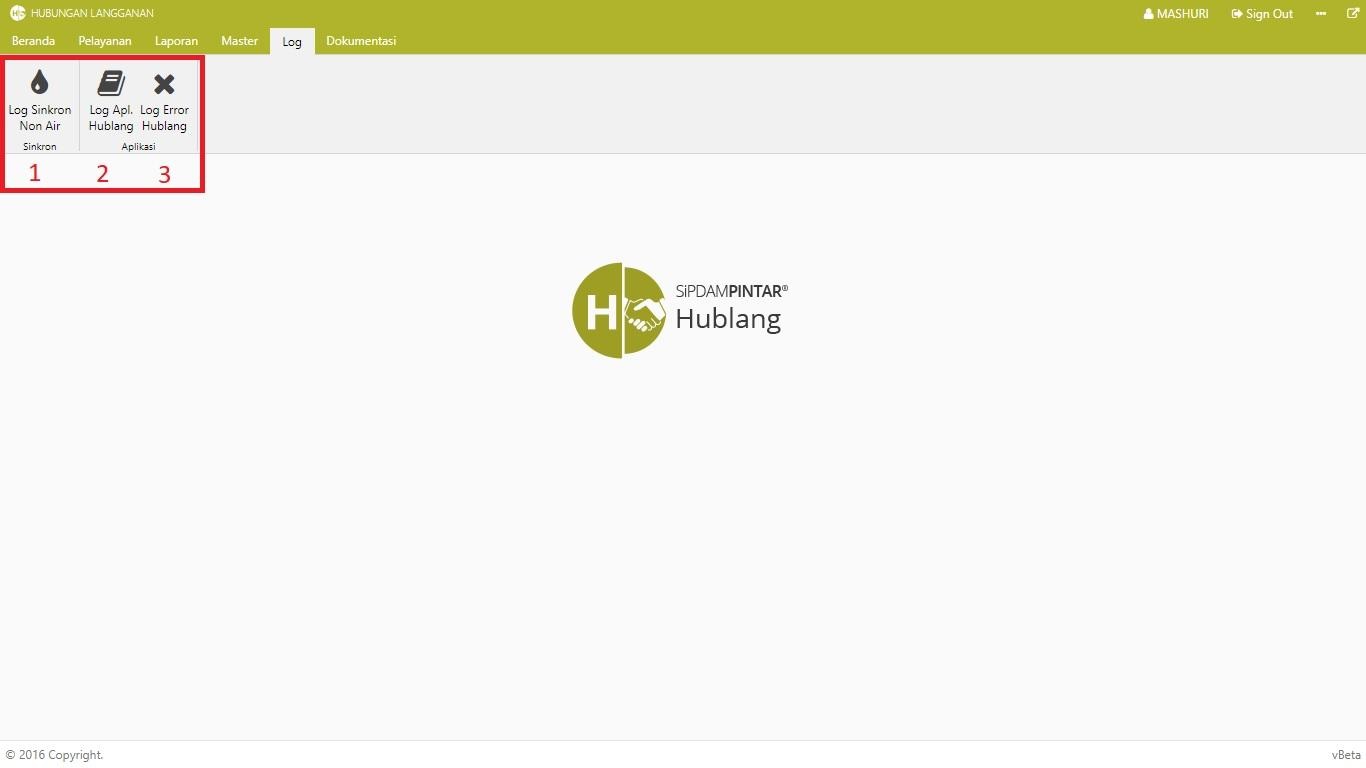 HUBUNGAN LANGGANAN
MASHURI Sign Out
Beranda Pelayanan Laporan Master Log Dokumentasi
Log Sinkron Non Air
Sinkron
Log Apl. Hublang
Log Error Hublang
Aplikasi
1 2 3
H
SiPDAMPINTAR®
Hublang
© 2016 Copyright.
vBeta